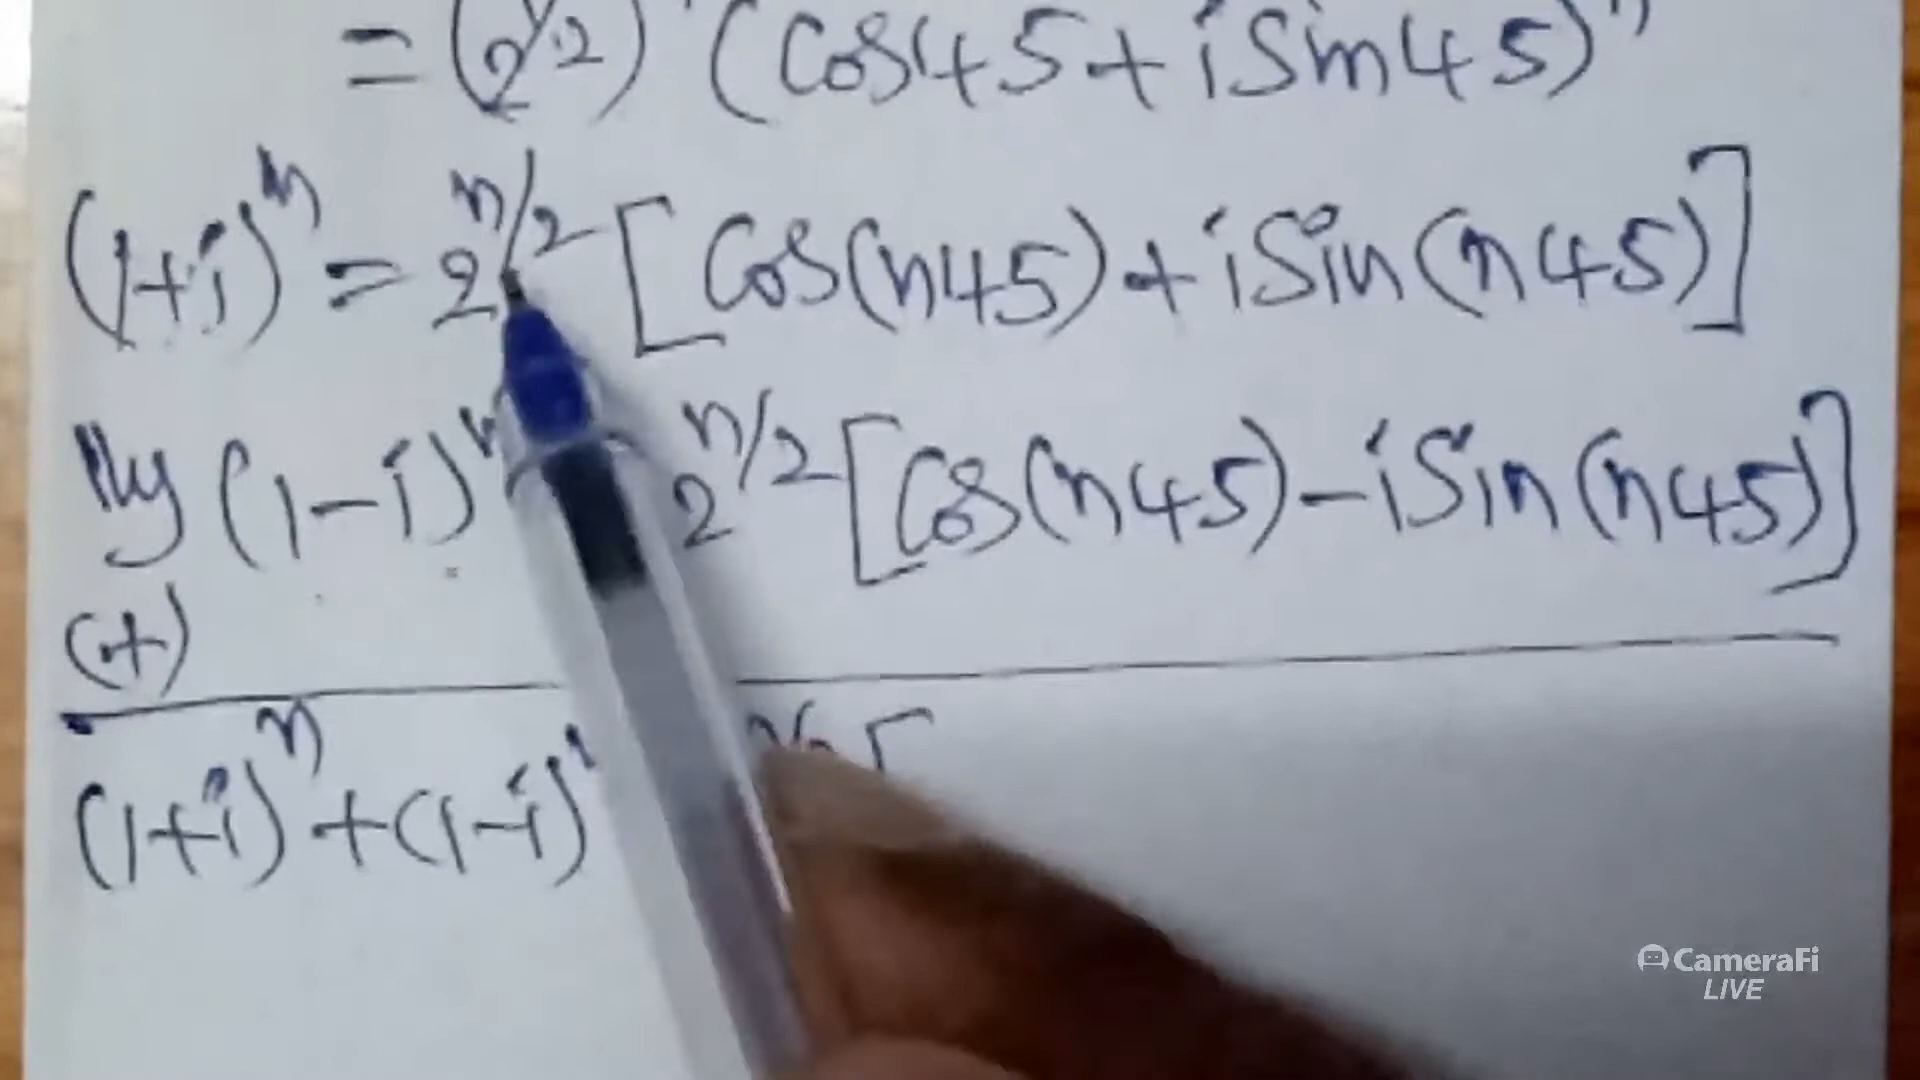 = (2^1/2) (Cos45+iSin45)^n
(1+i)^n = 2^n/2 [Cos(n45)+iSin(n45)]
lly (1-i)^n 2^n/2 [Cos(n45)-iSin(n45)]
(+)
(1+i)^n + (1-i) [
CameraFi
LIVE